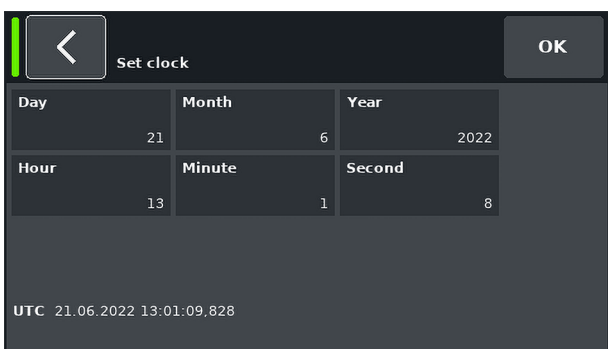 Set clock
OK
Day
Month
Year
21
6
2022
Hour
Minute
Second
13
1
8
UTC 21.06.2022 13:01:09,828